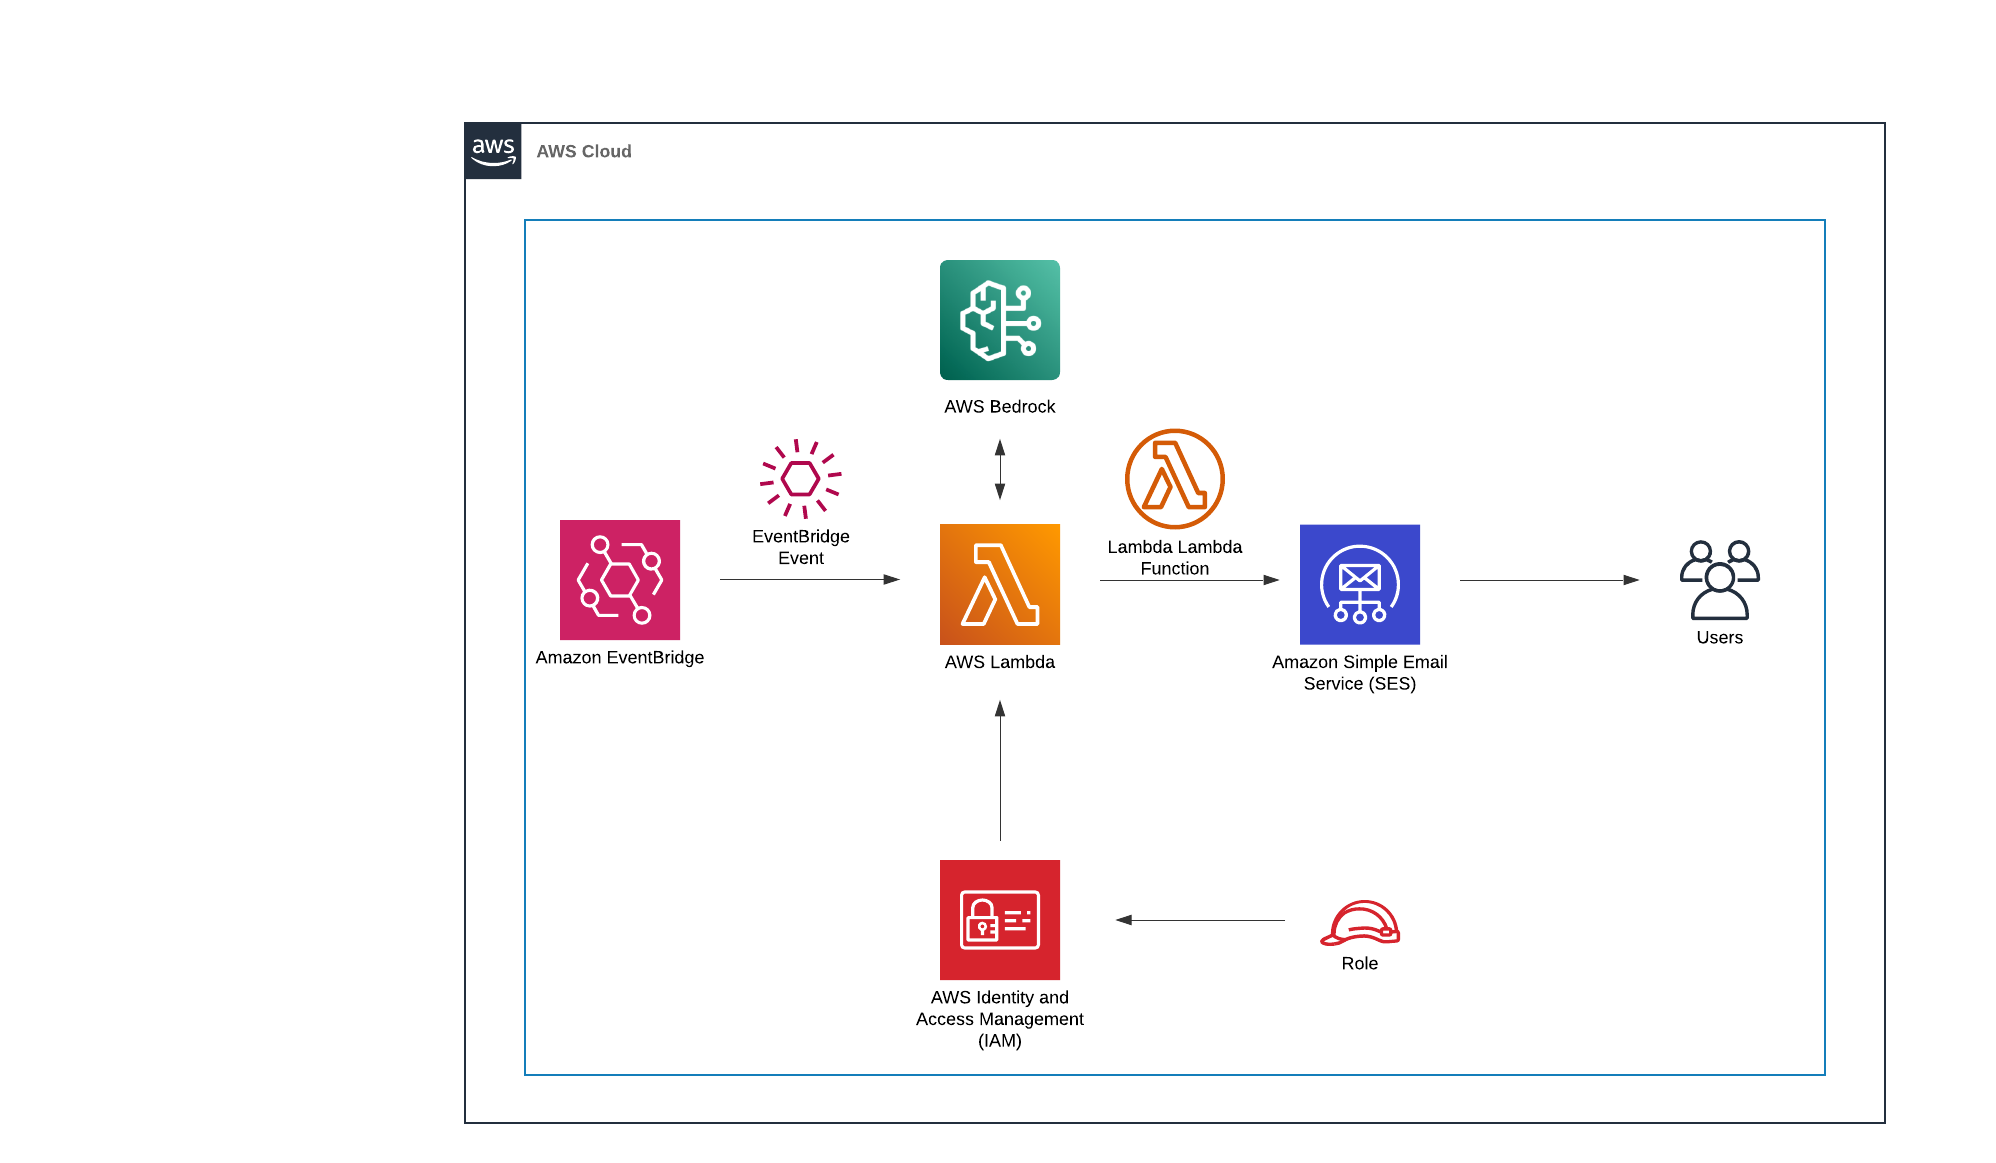 aws
AWS Cloud
AWS Bedrock
EventBridge
Event
Lambda Lambda
Function
Amazon EventBridge
AWS Lambda
Amazon Simple Email
Service (SES)
Users
AWS Identity and
Access Management
(IAM)
Role